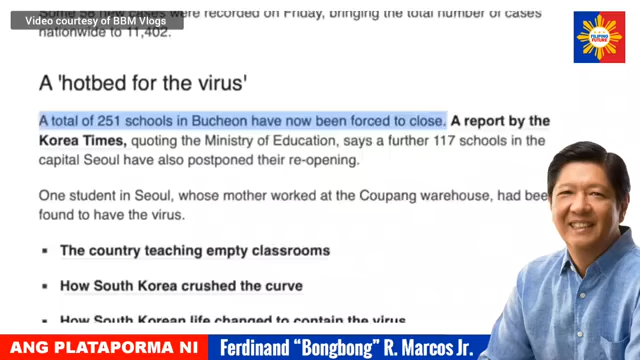 Some 58 new cases were recorded on Friday, bringing the total number of cases
Video courtesy of BBM Vlogs
nationwide to 11,402.
FILIPINO
FUTURE
A 'hotbed for the virus'
A total of 251 schools in Bucheon have now been forced to close. A report by the
Korea Times, quoting the Ministry of Education, says a further 117 schools in the
capital Seoul have also postponed their re-opening.
One student in Seoul, whose mother worked at the Coupang warehouse, had bee
found to have the virus.
▪ The country teaching empty classrooms
▪ How South Korea crushed the curve
▪ How South Korean life changed to contain the virus
ANG PLATAPORMA NI Ferdinand “Bongbong” R. Marcos Jr.